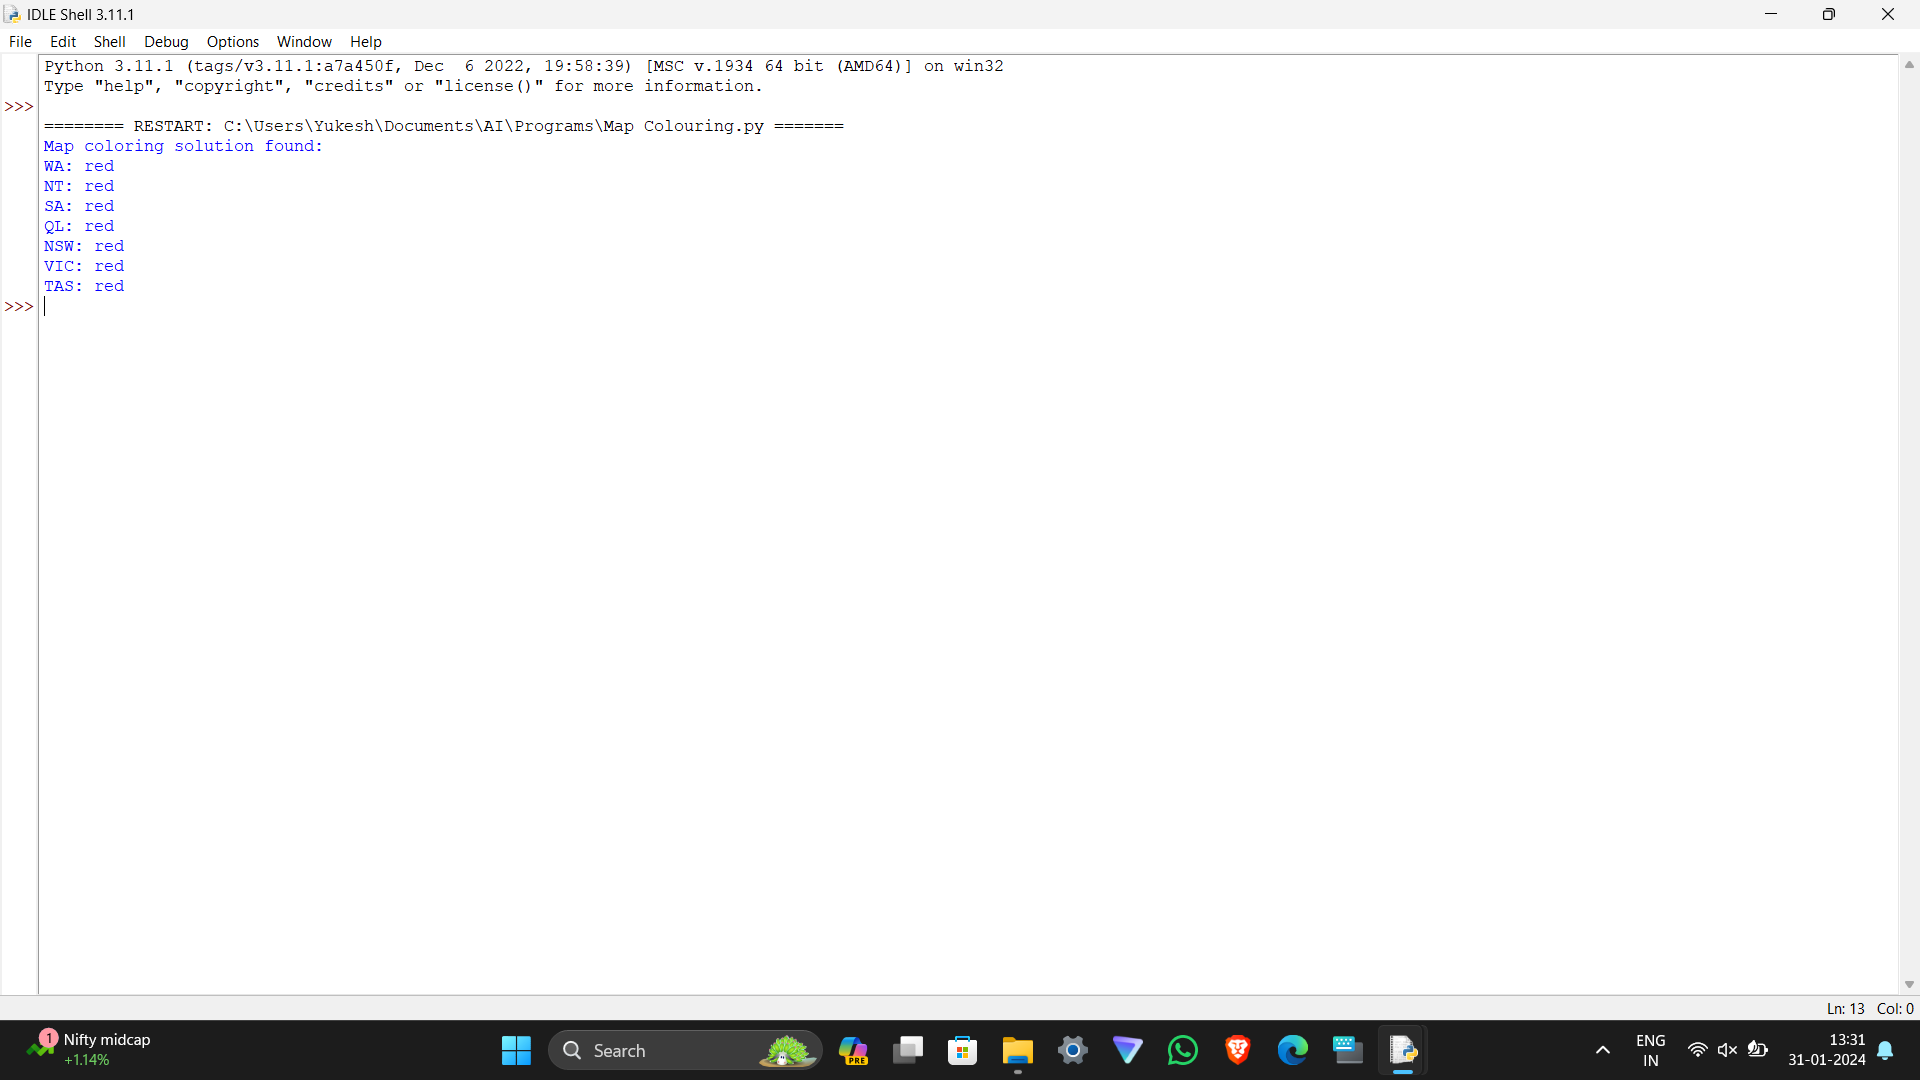 IDLE Shell 3.11.1
File Edit Shell Debug Options Window Help
Python 3.11.1 (tags/v3.11.1:a7a450f, Dec  6 2022, 19:58:39) [MSC v.1934 64 bit (AMD64)] on win32
Type "help", "copyright", "credits" or "license()" for more information.
>>>
======== RESTART: C:\Users\Yukesh\Documents\AI\Programs\Map Colouring.py =======
Map coloring solution found:
WA: red
NT: red
SA: red
QL: red
NSW: red
VIC: red
TAS: red
>>>
Ln: 13 Col: 0
1 Nifty midcap
+1.14%
Search
PRE
ENG
IN
13:31
31-01-2024